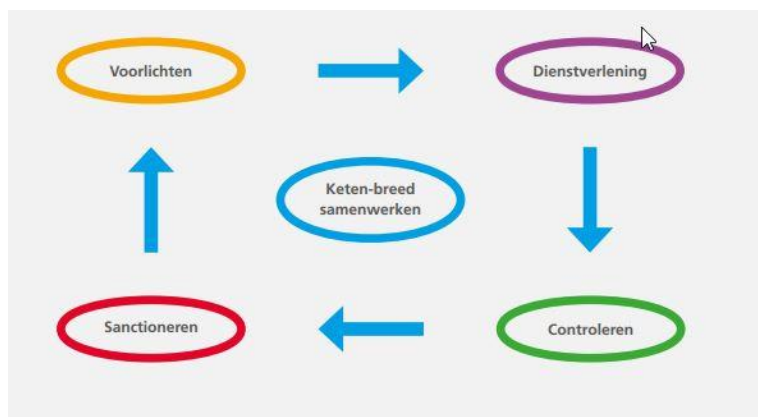 Voorlichten
Dienstverlening
Keten-breed
samenwerken
Sanctioneren
Controleren